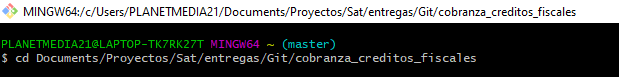 MINGW64:/c/Users/PLANETMEDIA21/Documents/Proyectos/Sat/entregas/Git/cobranza_creditos_fiscales
PLANETMEDIA21@LAPTOP-TK7RK27T MINGW64 ~ (master)
$ cd Documents/Proyectos/Sat/entregas/Git/cobranza_creditos_fiscales